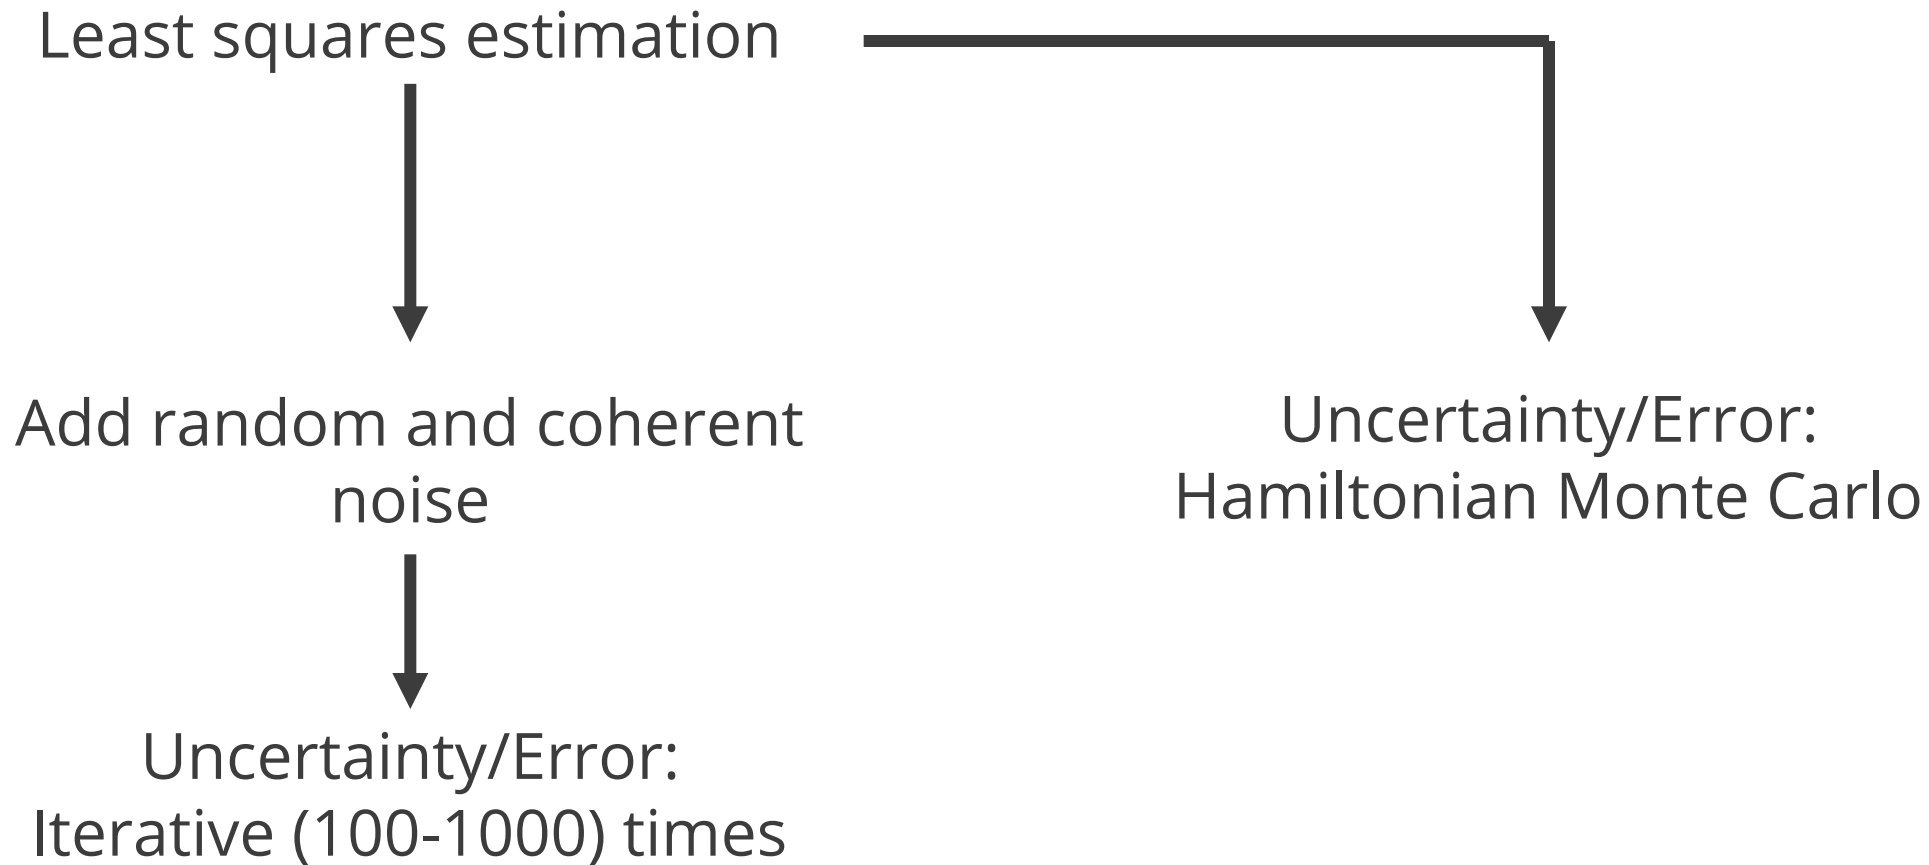 Least squares estimation
Add random and coherent
noise
Uncertainty/Error:
Hamiltonian Monte Carlo
Uncertainty/Error:
Iterative (100-1000) times